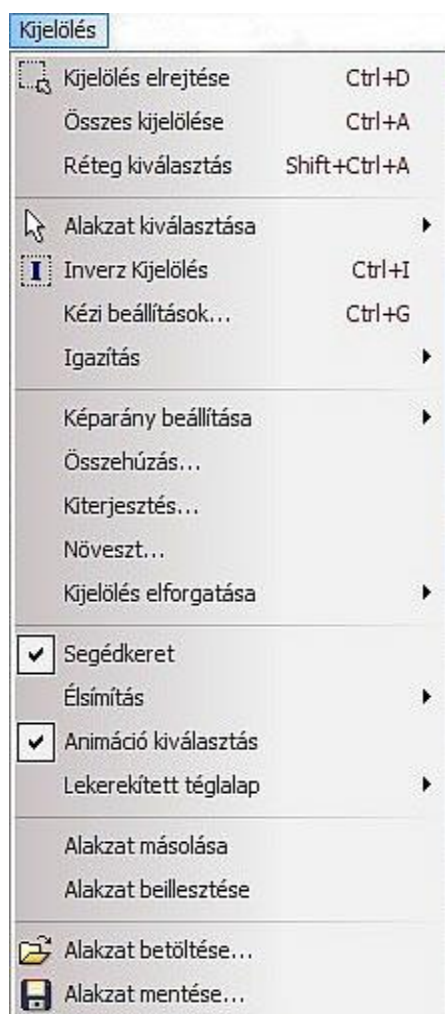 Kijelölés
Kijelölés elrejtése Ctrl+D
Összes kijelölése Ctrl+A
Réteg kiválasztás Shift+Ctrl+A
Alakzat kiválasztása
Inverz Kijelölés Ctrl+I
Kézi beállítások... Ctrl+G
Igazítás
Képarány beállítása
Összehúzás...
Kiterjesztés...
Növeszt...
Kijelölés elforgatása
Segédkeret
Élsímítás
Animáció kiválasztás
Lekerekített téglalap
Alakzat másolása
Alakzat beillesztése
Alakzat betöltése...
Alakzat mentése...